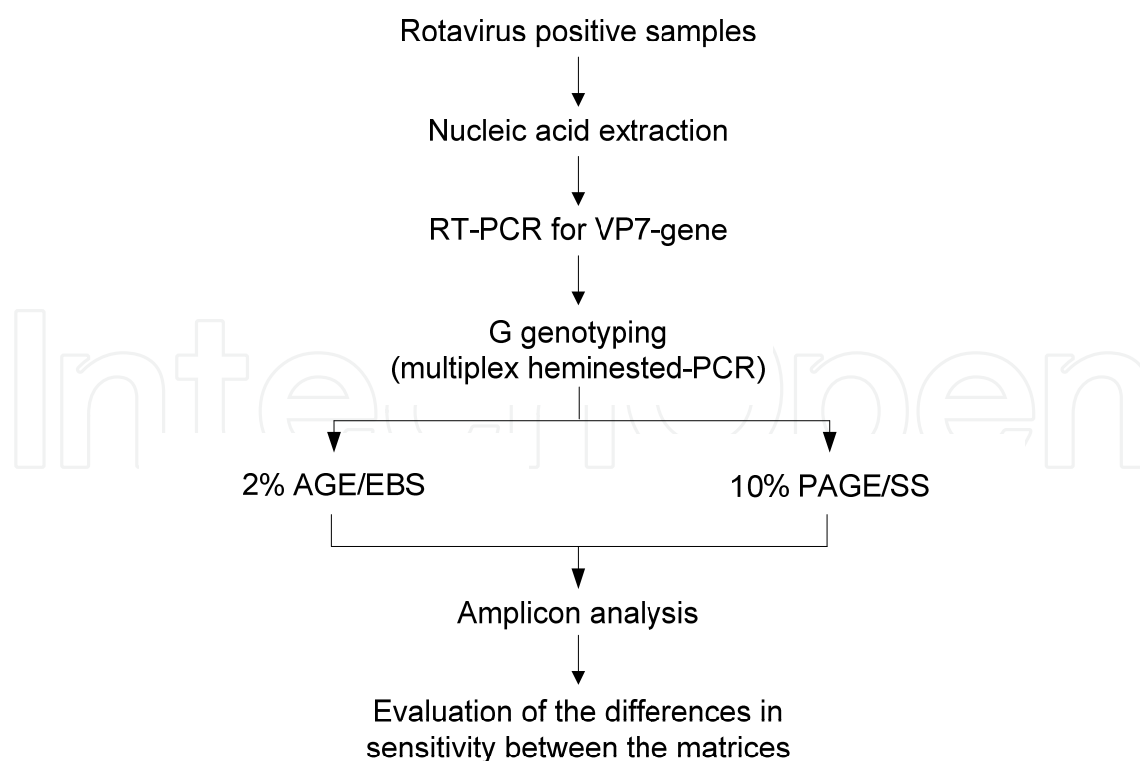 Rotavirus positive samples
Nucleic acid extraction
RT-PCR for VP7-gene
G genotyping
(multiplex heminested-PCR)
IntechOpen
2% AGE/EBS
10% PAGE/SS
Amplicon analysis
Evaluation of the differences in
sensitivity between the matrices